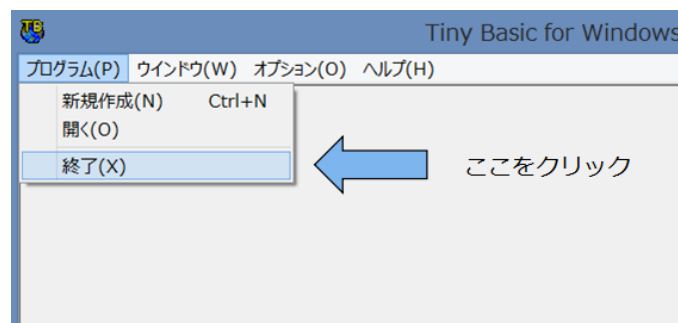 TB
Tiny Basic for Windows
プログラム(P) ウインドウ(W) オプション(O) ヘルプ(H)
新規作成(N) Ctrl+N
開く(O)
終了(X)
ここをクリック